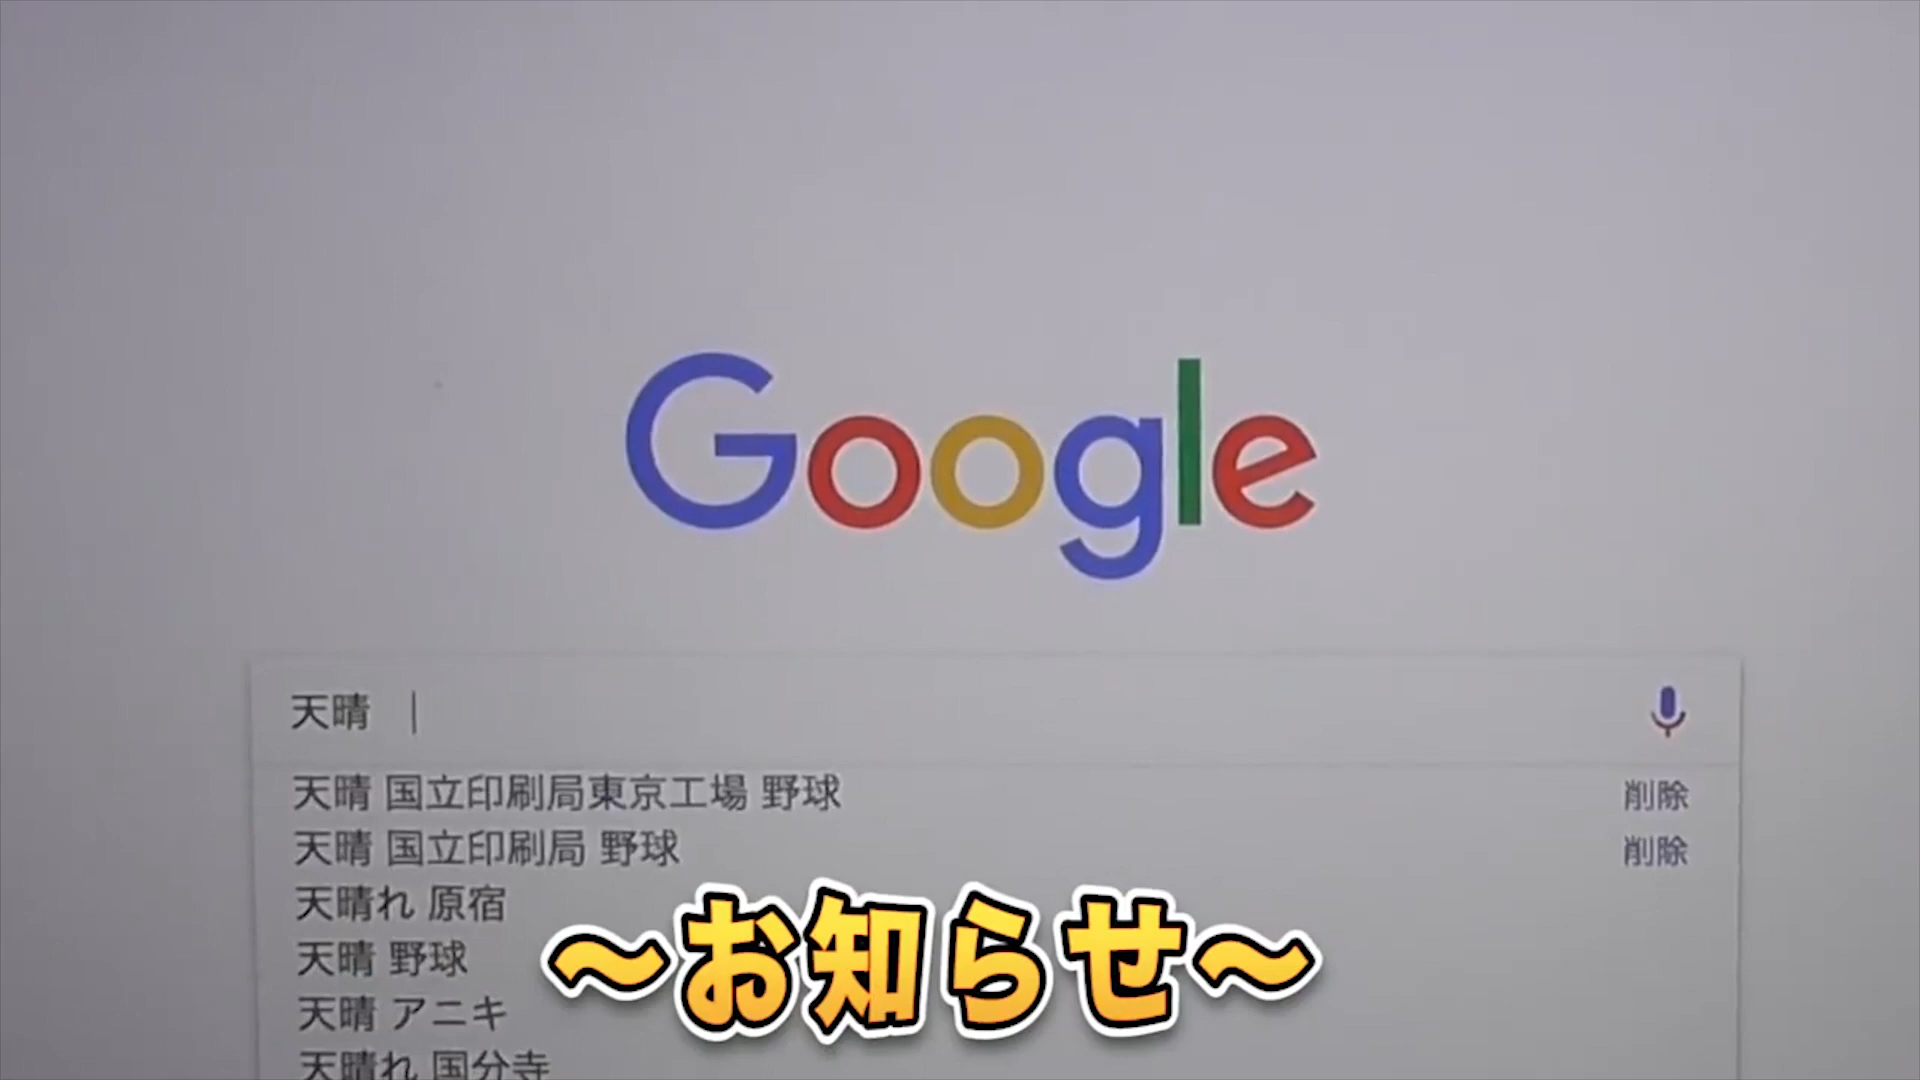 Google
天晴
天晴 国立印刷局東京工場 野球 削除
天晴 国立印刷局 野球 削除
天晴れ 原宿
天晴 野球
天晴 アニキ
天晴れ 国分寺
～お知らせ～